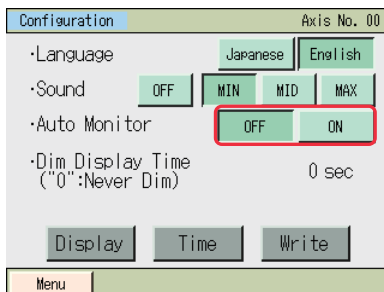 Configuration Axis No. 00
·Language Japanese English
·Sound OFF MIN MID MAX
·Auto Monitor OFF ON
·Dim Display Time 0 sec
("0":Never Dim)
Display Time Write
Menu